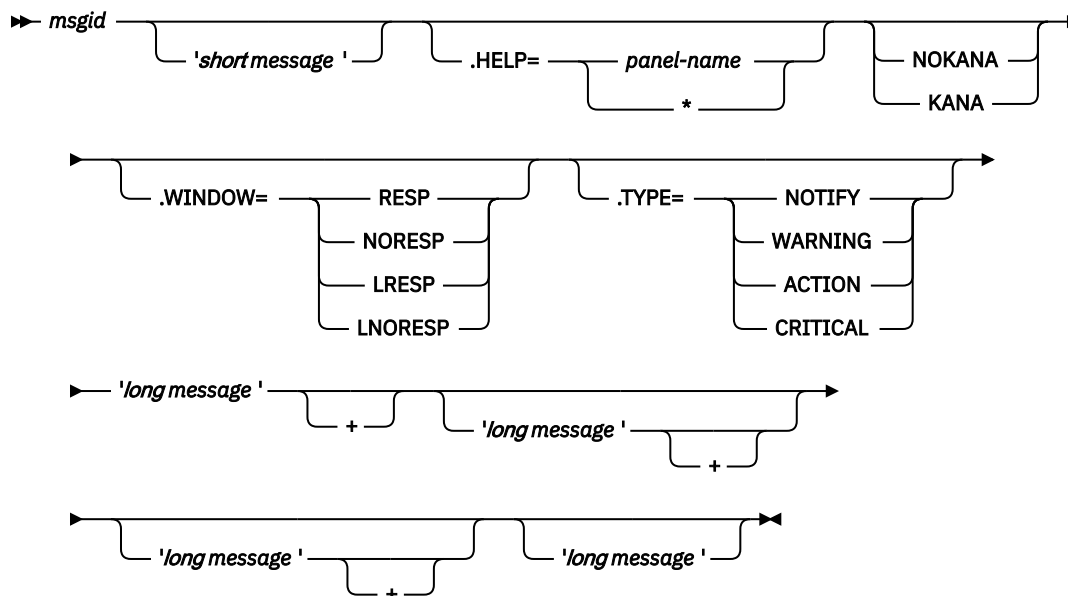 msgid
'short message '
.HELP=
panel-name
*
NOKANA
KANA
.WINDOW=
RESP
NORESP
LRESP
LNORESP
.TYPE=
NOTIFY
WARNING
ACTION
CRITICAL
'long message '
+
'long message '
+
'long message '
+
'long message '